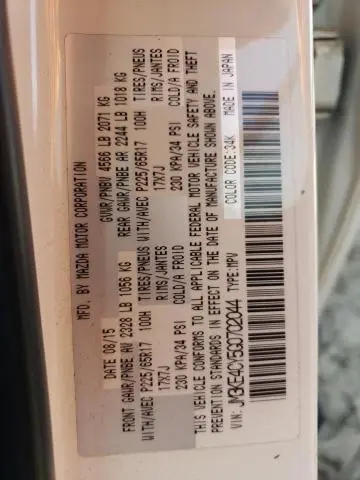 MFD. BY MAZDA MOTOR CORPORATION
DATE 08/15 GVWR/PNBV 4566 LB 2071 KG
FRONT GAWR/PNBE AV 2328 LB 1056 KG REAR GAWR/PNBE AR 2244 LB 1018 KG
WITH/AVEC P225/65R17 100H TIRES/PNEUS WITH/AVEC P225/65R17 100H TIRES/PNEUS
17X7J RIMS/JANTES 17X7J RIMS/JANTES
230 KPA/34 PSI COLD/A FROID 230 KPA/34 PSI COLD/A FROID
THIS VEHICLE CONFORMS TO ALL APPLICABLE FEDERAL MOTOR VEHICLE SAFETY AND THEFT
PREVENTION STANDARDS IN EFFECT ON THE DATE OF MANUFACTURE SHOWN ABOVE.
VIN: JM3KE4CY5G0702044 TYPE:MPV
COLOR CODE:34K MADE IN JAPAN